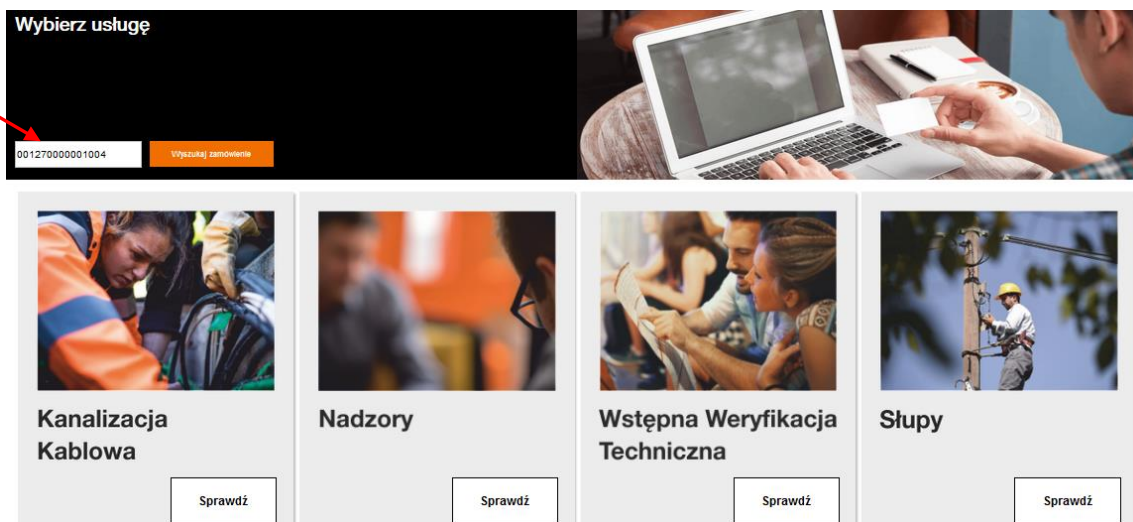 Wybierz usługę
001270000001004
Wyszukaj zamówienie
Kanalizacja
Kablowa
Sprawdź
Nadzory
Sprawdź
Wstępna Weryfikacja
Techniczna
Sprawdź
Słupy
Sprawdź